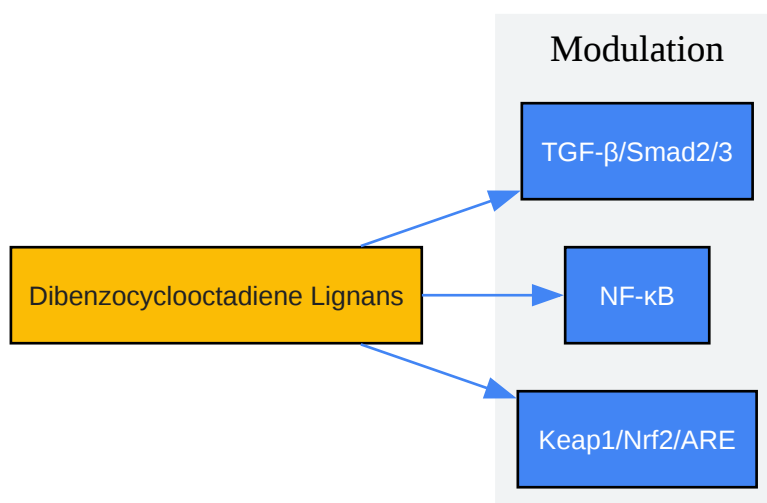 Modulation
TGF-β/Smad2/3
Dibenzocyclooctadiene Lignans
NF-κB
Keap1/Nrf2/ARE